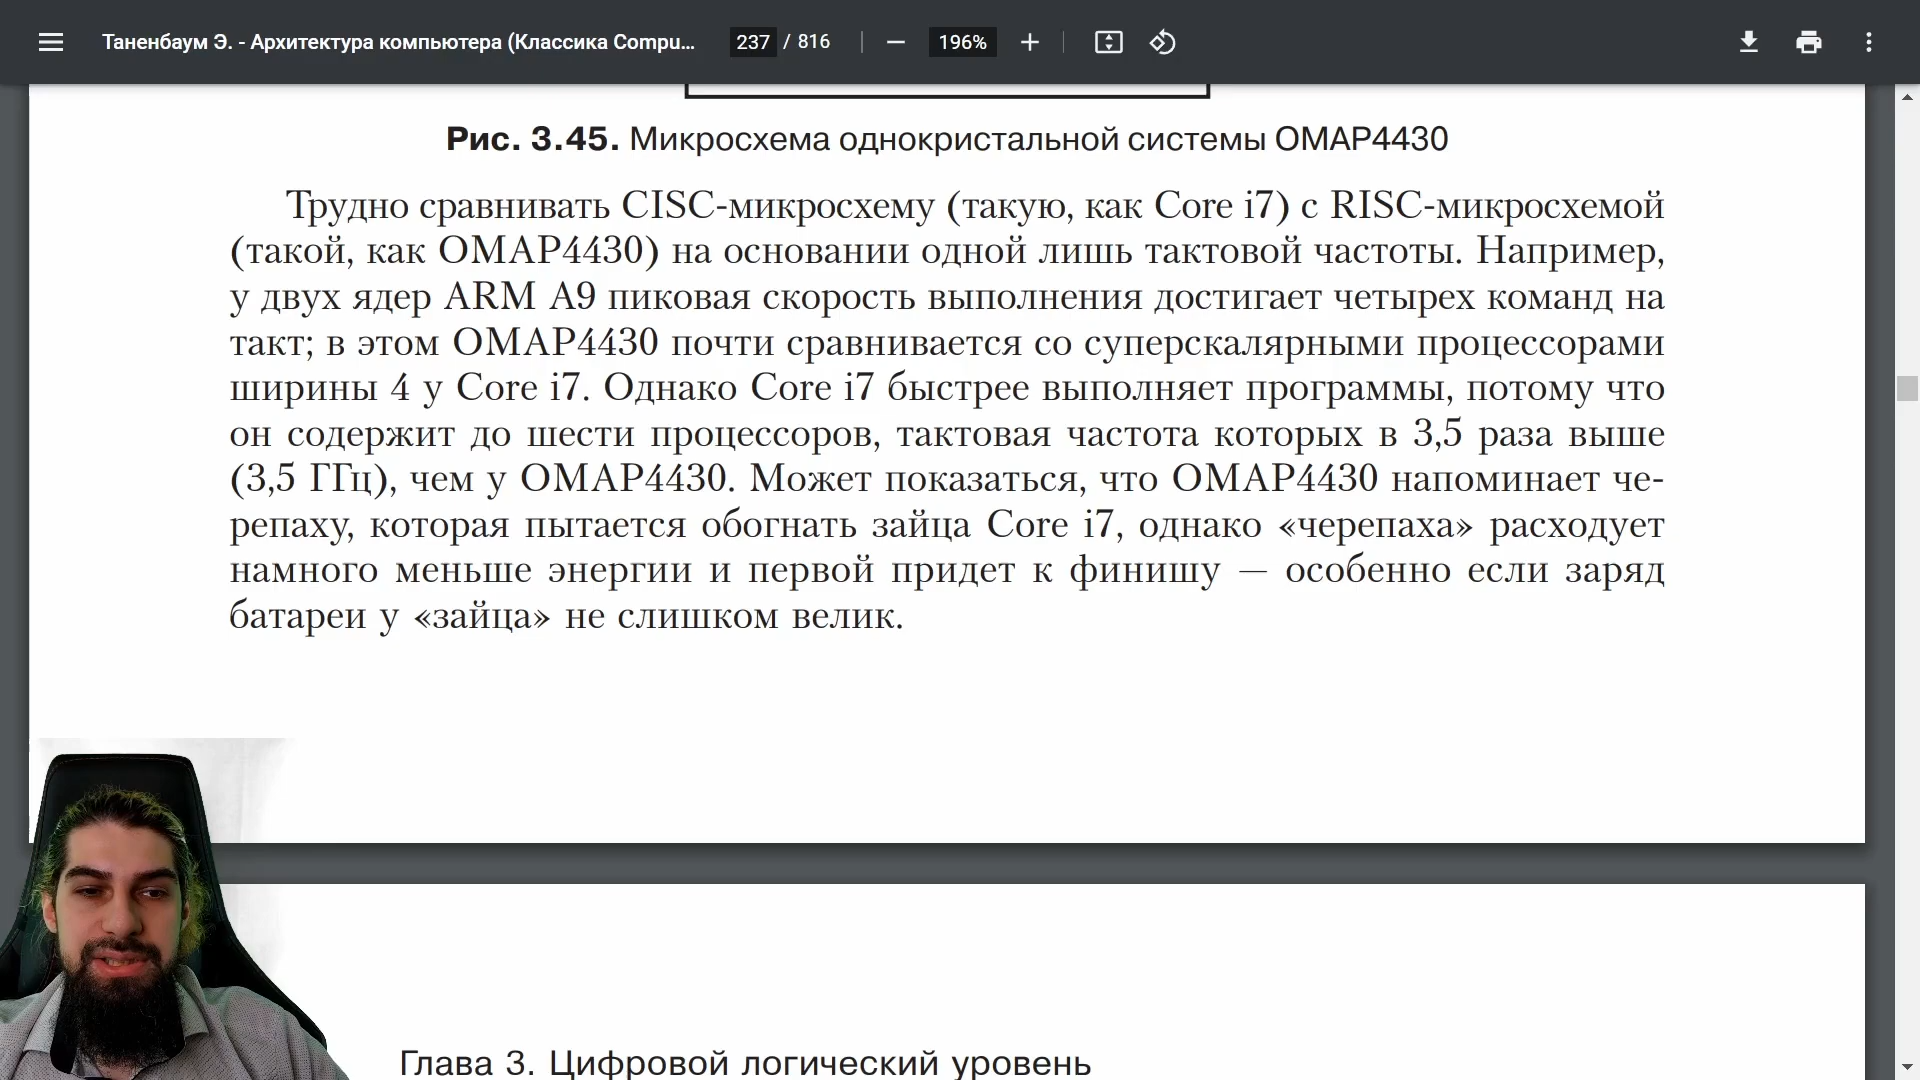 Таненбаум Э. - Архитектура компьютера (Классика Compu...
237 / 816
196%
Рис. 3.45. Микросхема однокристальной системы OMAP4430
Трудно сравнивать CISC-микросхему (такую, как Core i7) с RISC-микросхемой
(такой, как OMAP4430) на основании одной лишь тактовой частоты. Например,
у двух ядер ARM A9 пиковая скорость выполнения достигает четырех команд на
такт; в этом OMAP4430 почти сравнивается со суперскалярными процессорами
ширины 4 у Core i7. Однако Core i7 быстрее выполняет программы, потому что
он содержит до шести процессоров, тактовая частота которых в 3,5 раза выше
(3,5 ГГц), чем у OMAP4430. Может показаться, что OMAP4430 напоминает че-
репаху, которая пытается обогнать зайца Core i7, однако «черепаха» расходует
намного меньше энергии и первой придет к финишу — особенно если заряд
батареи у «зайца» не слишком велик.
Глава 3. Цифровой логический уровень